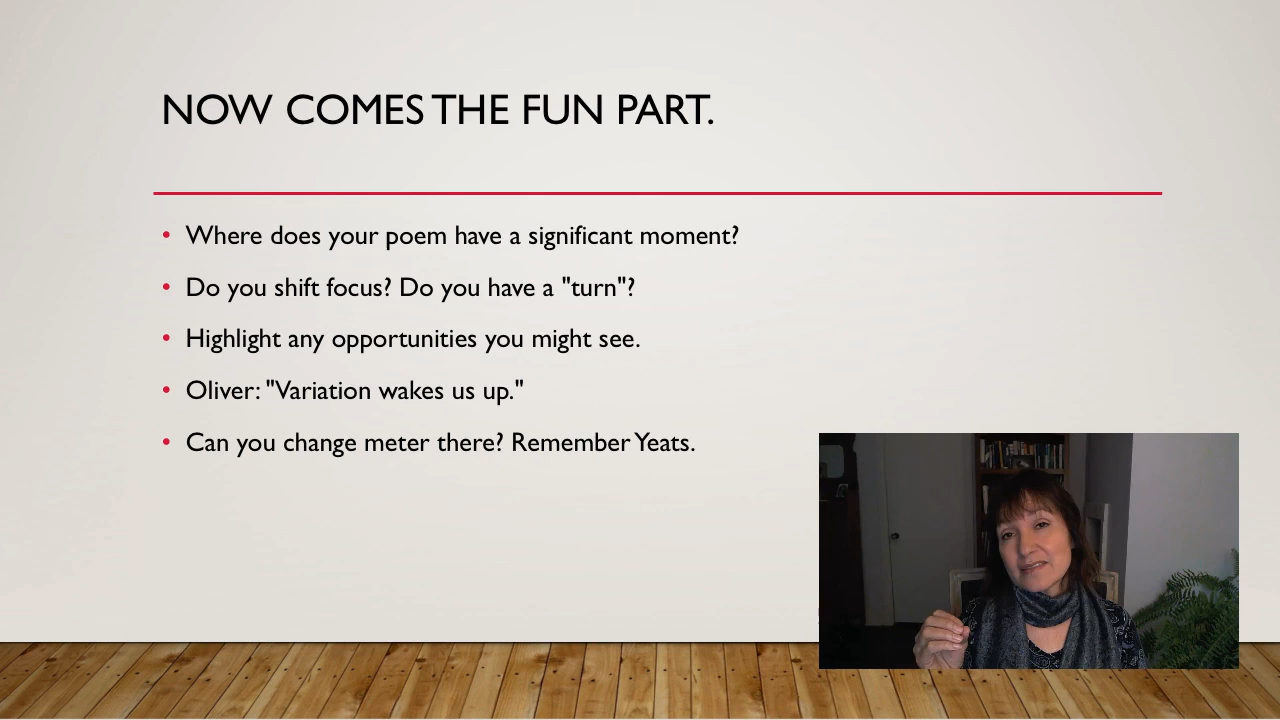 NOW COMES THE FUN PART.
• Where does your poem have a significant moment?
• Do you shift focus? Do you have a "turn"?
• Highlight any opportunities you might see.
• Oliver: "Variation wakes us up."
• Can you change meter there? Remember Yeats.